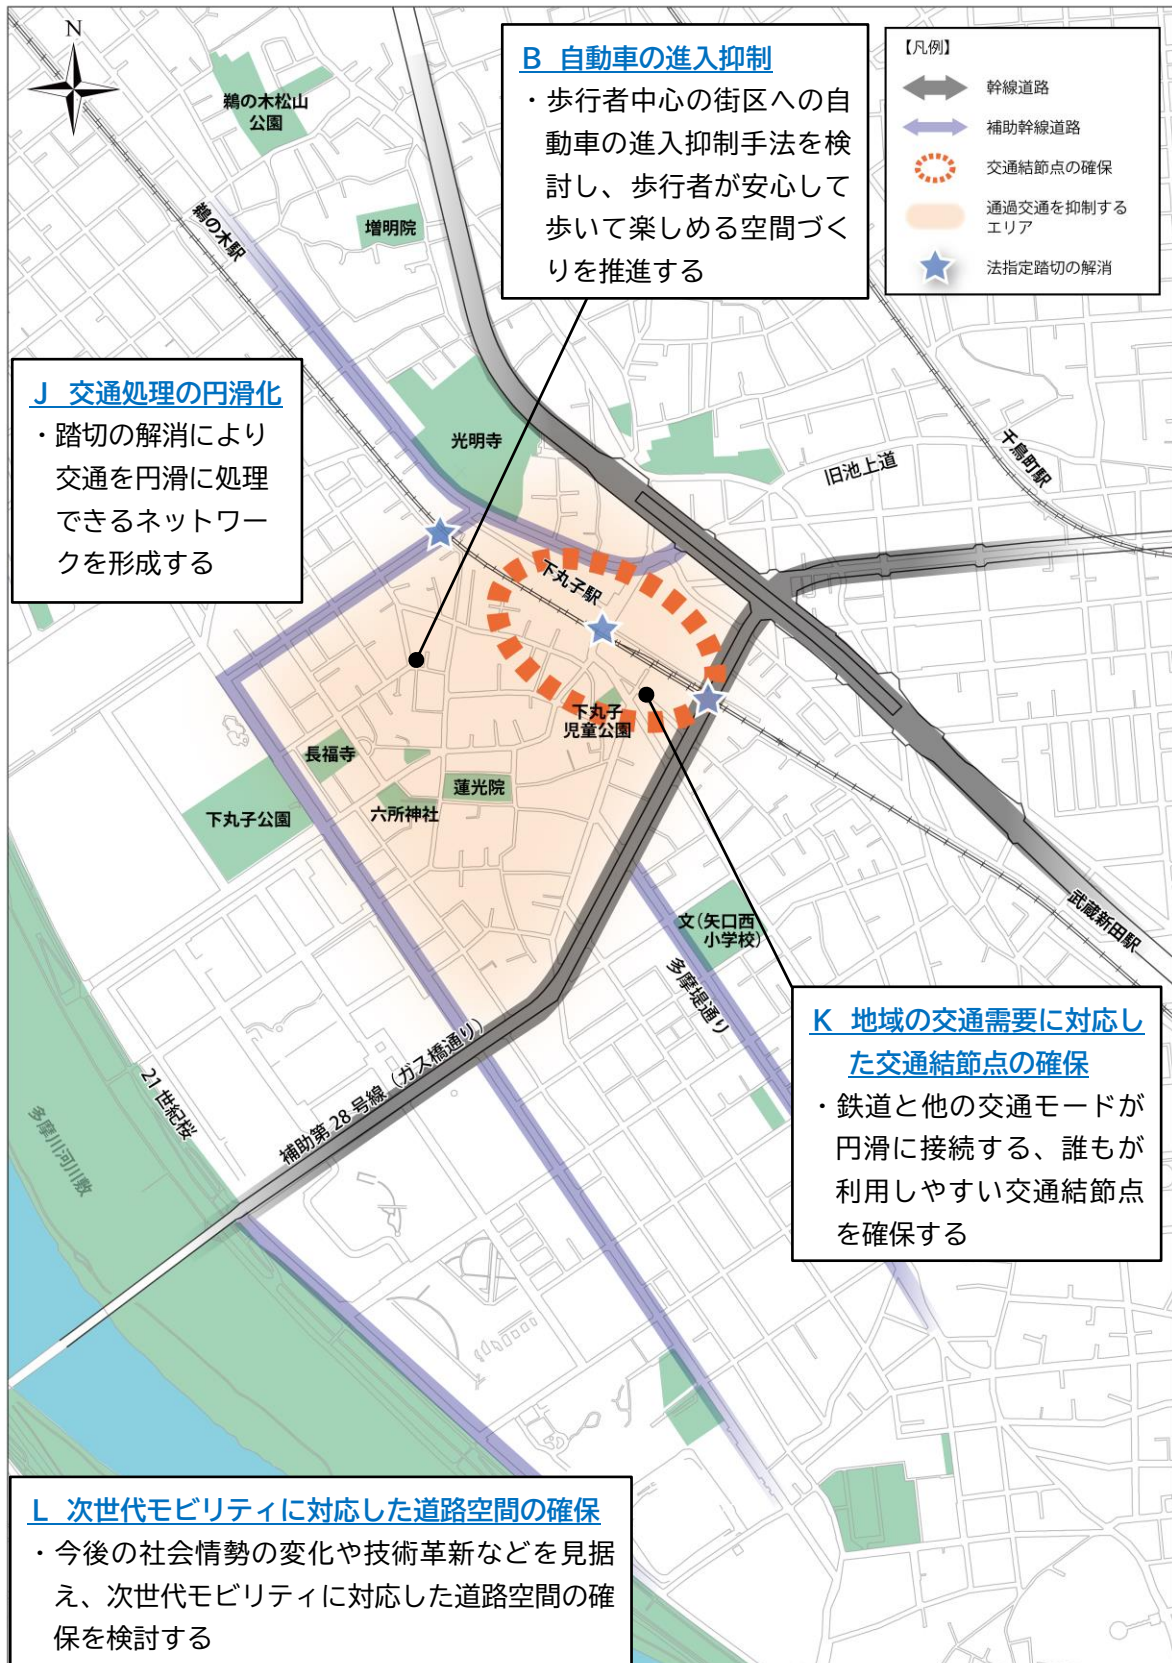 N
B 自動車の進入抑制
・歩行者中心の街区への自
動車の進入抑制手法を検
討し、歩行者が安心して
歩いて楽しめる空間づく
りを推進する
【凡例】
幹線道路
補助幹線道路
交通結節点の確保
通過交通を抑制する
エリア
法指定踏切の解消
鵜の木松山
公園
鵜の木駅
増明院
J 交通処理の円滑化
・踏切の解消により
交通を円滑に処理
できるネットワー
クを形成する
光明寺
旧池上道
千鳥町駅
下丸子駅
下丸子
児童公園
長福寺
蓮光院
六所神社
下丸子公園
文(矢口西
小学校)
武蔵新田駅
多摩堤通り
補助第28号線(ガス橋通り)
21世紀桜
多摩川河川敷
K 地域の交通需要に対応し
た交通結節点の確保
・鉄道と他の交通モードが
円滑に接続する、誰もが
利用しやすい交通結節点
を確保する
L 次世代モビリティに対応した道路空間の確保
・今後の社会情勢の変化や技術革新などを見据
え、次世代モビリティに対応した道路空間の確
保を検討する